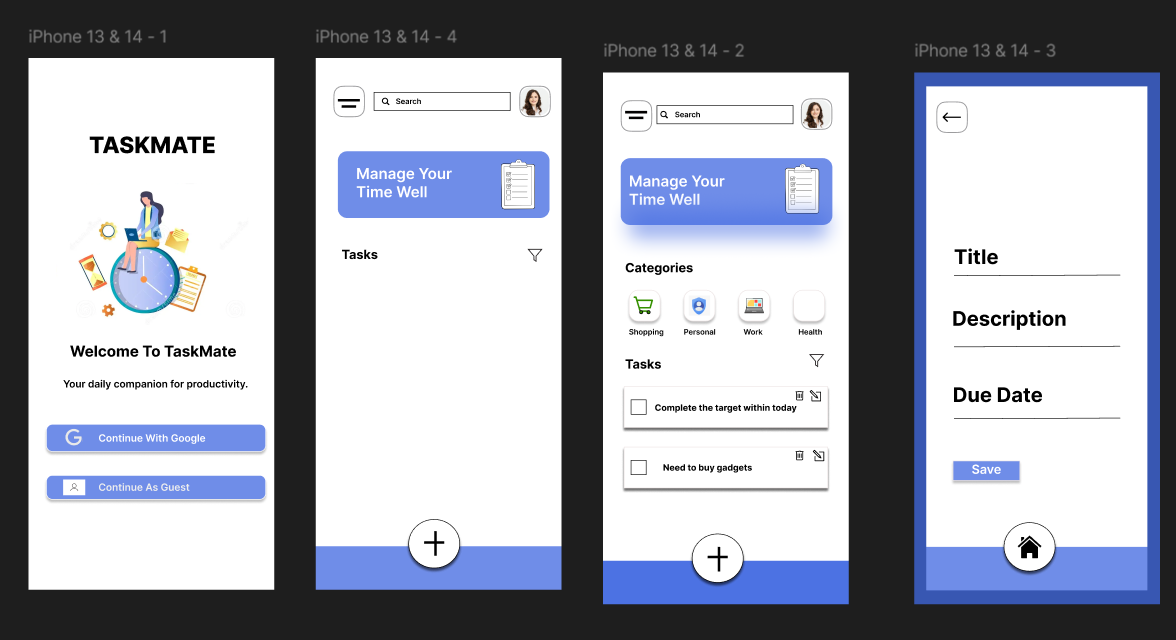 iPhone 13 & 14 - 1
TASKMATE
Welcome To TaskMate
Your daily companion for productivity.
G
Continue With Google
Continue As Guest
iPhone 13 & 14 - 4
Search
Manage Your
Time Well
Tasks
iPhone 13 & 14 - 2
Search
Manage Your
Time Well
Categories
Shopping
Personal
Work
Health
Tasks
Complete the target within today
Need to buy gadgets
iPhone 13 & 14 - 3
Title
Description
Due Date
Save